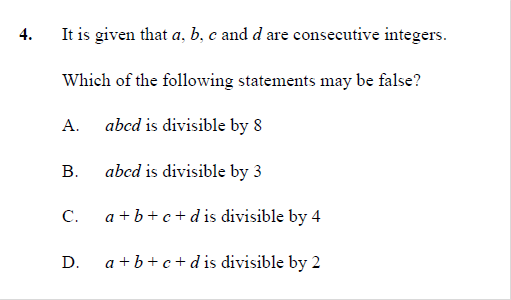 4. It is given that a, b, c and d are consecutive integers.
Which of the following statements may be false?
A. abcd is divisible by 8
B. abcd is divisible by 3
C. a + b + c + d is divisible by 4
D. a + b + c + d is divisible by 2